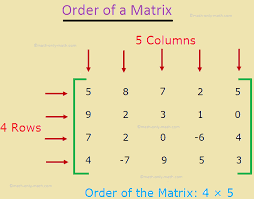 Order of a Matrix
5 Columns
5 8 7 2 5
9 2 3 1 0
4 Rows
7 2 0 -6 4
4 -7 9 5 3
Order of the Matrix: 4 × 5